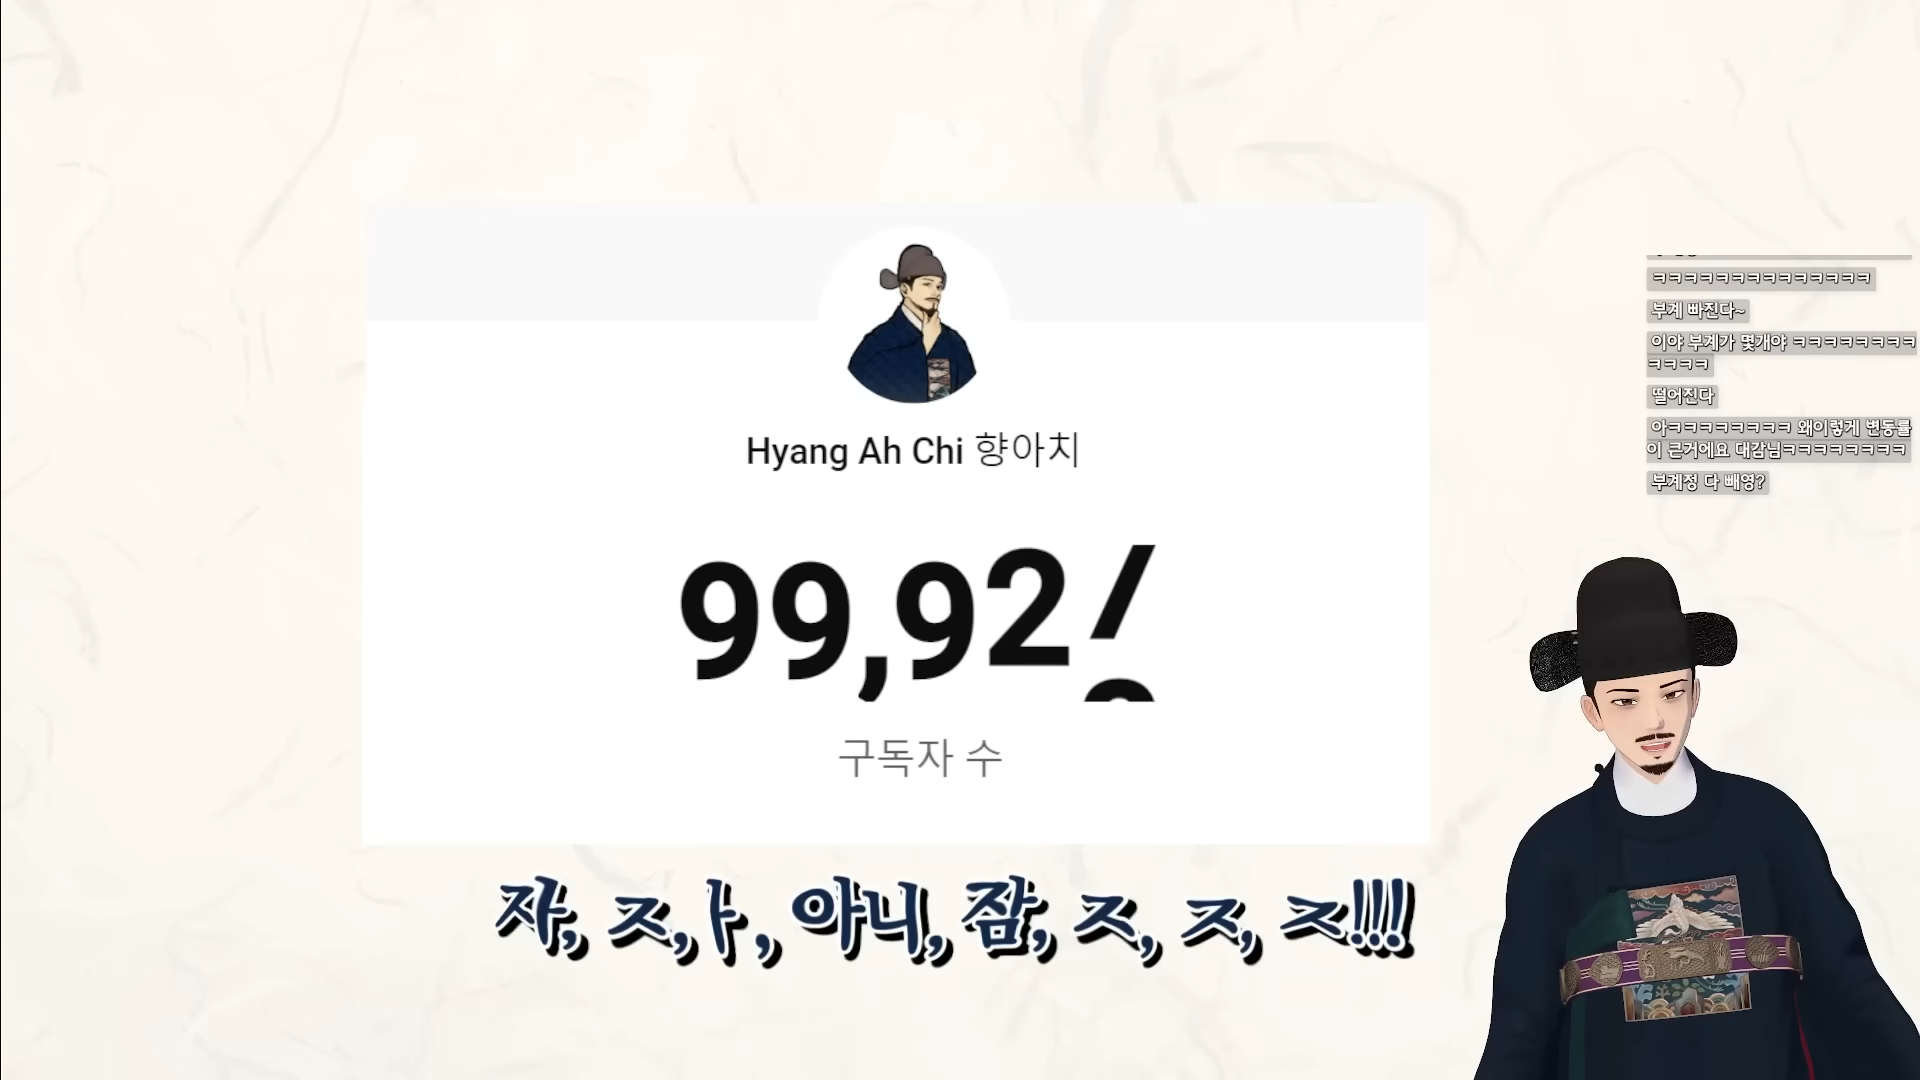 Hyang Ah Chi 향아치
99,92
구독자 수
자, ㅈ,ㅏ, 아니, 잠, ㅈ, ㅈ, ㅈ!!!
ㅋㅋㅋㅋㅋㅋㅋㅋㅋㅋㅋㅋㅋㅋ
부계 빠진다~
이야 부계가 몇개야 ㅋㅋㅋㅋㅋㅋㅋㅋ
ㅋㅋㅋㅋ
떨어진다
아ㅋㅋㅋㅋㅋㅋㅋㅋ 왜이렇게 변동률
이 큰거에요 대감님ㅋㅋㅋㅋㅋㅋㅋㅋ
부계정 다 빼영?